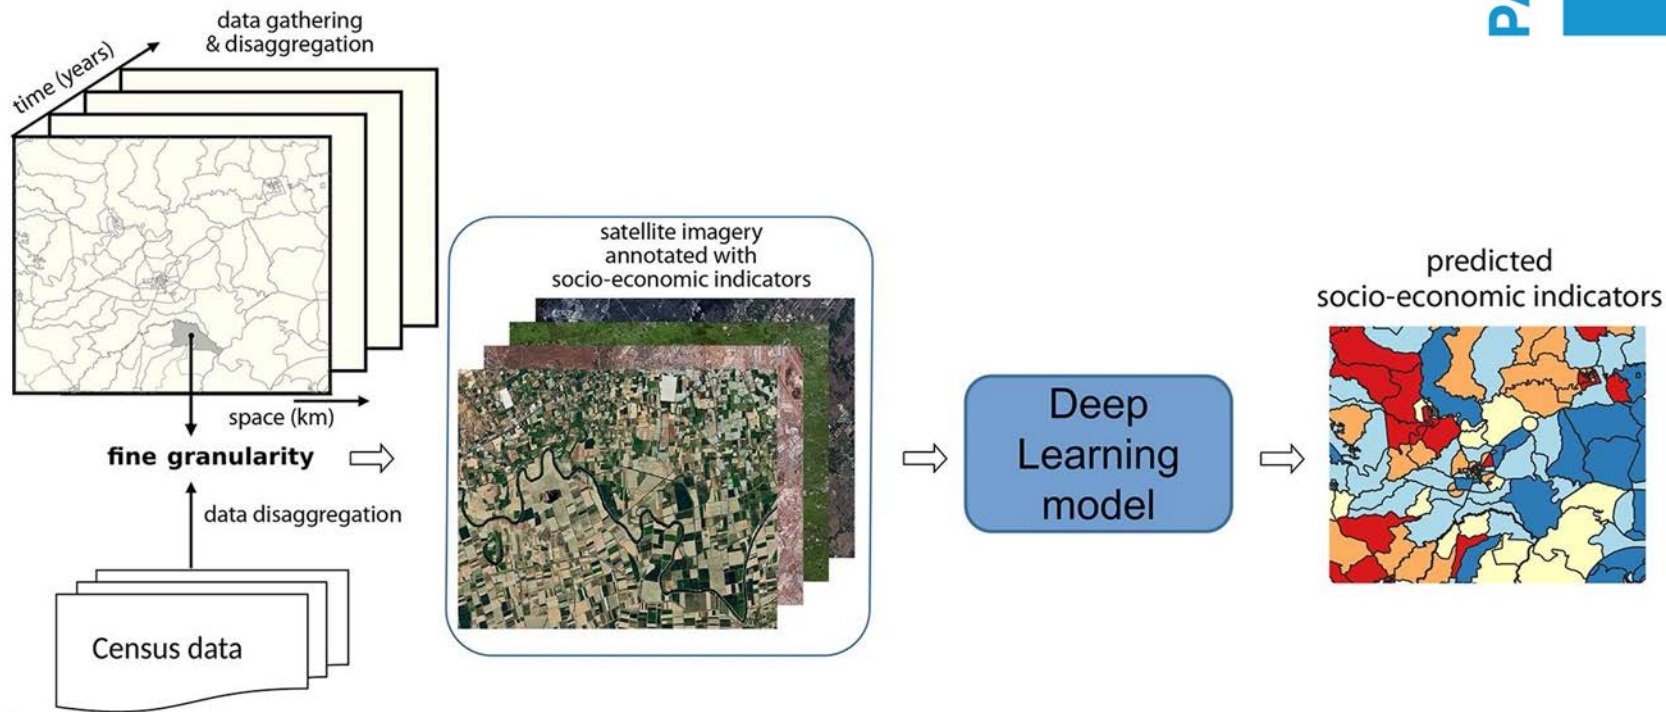 data gathering
& disaggregation
time (years)
space (km)
fine granularity
data disaggregation
Census data
satellite imagery
annotated with
socio-economic indicators
Deep
Learning
model
predicted
socio-economic indicators